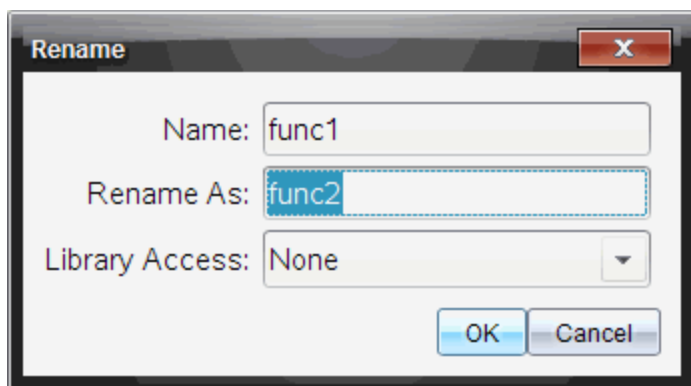 Rename
Name: func1
Rename As: func2
Library Access: None
OK Cancel